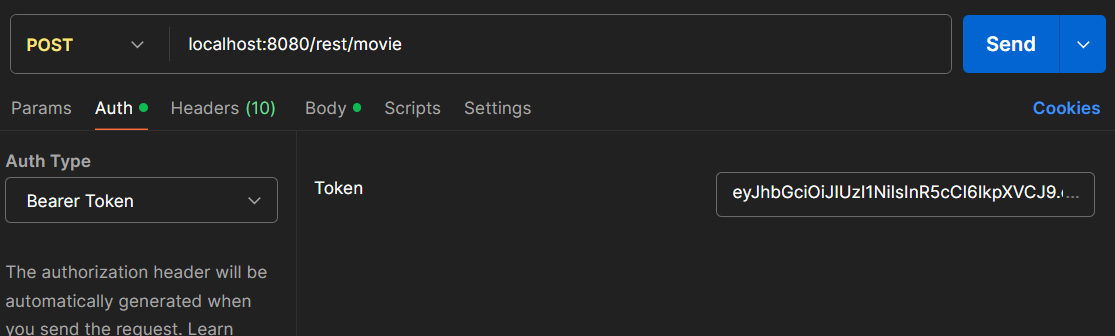 POST localhost:8080/rest/movie Send
Params Auth Headers (10) Body Scripts Settings Cookies
Auth Type
Bearer Token
Token eyJhbGciOiJIUzI1NiIsInR5cCI6IkpXVCJ9.…
The authorization header will be
automatically generated when
you send the request. Learn